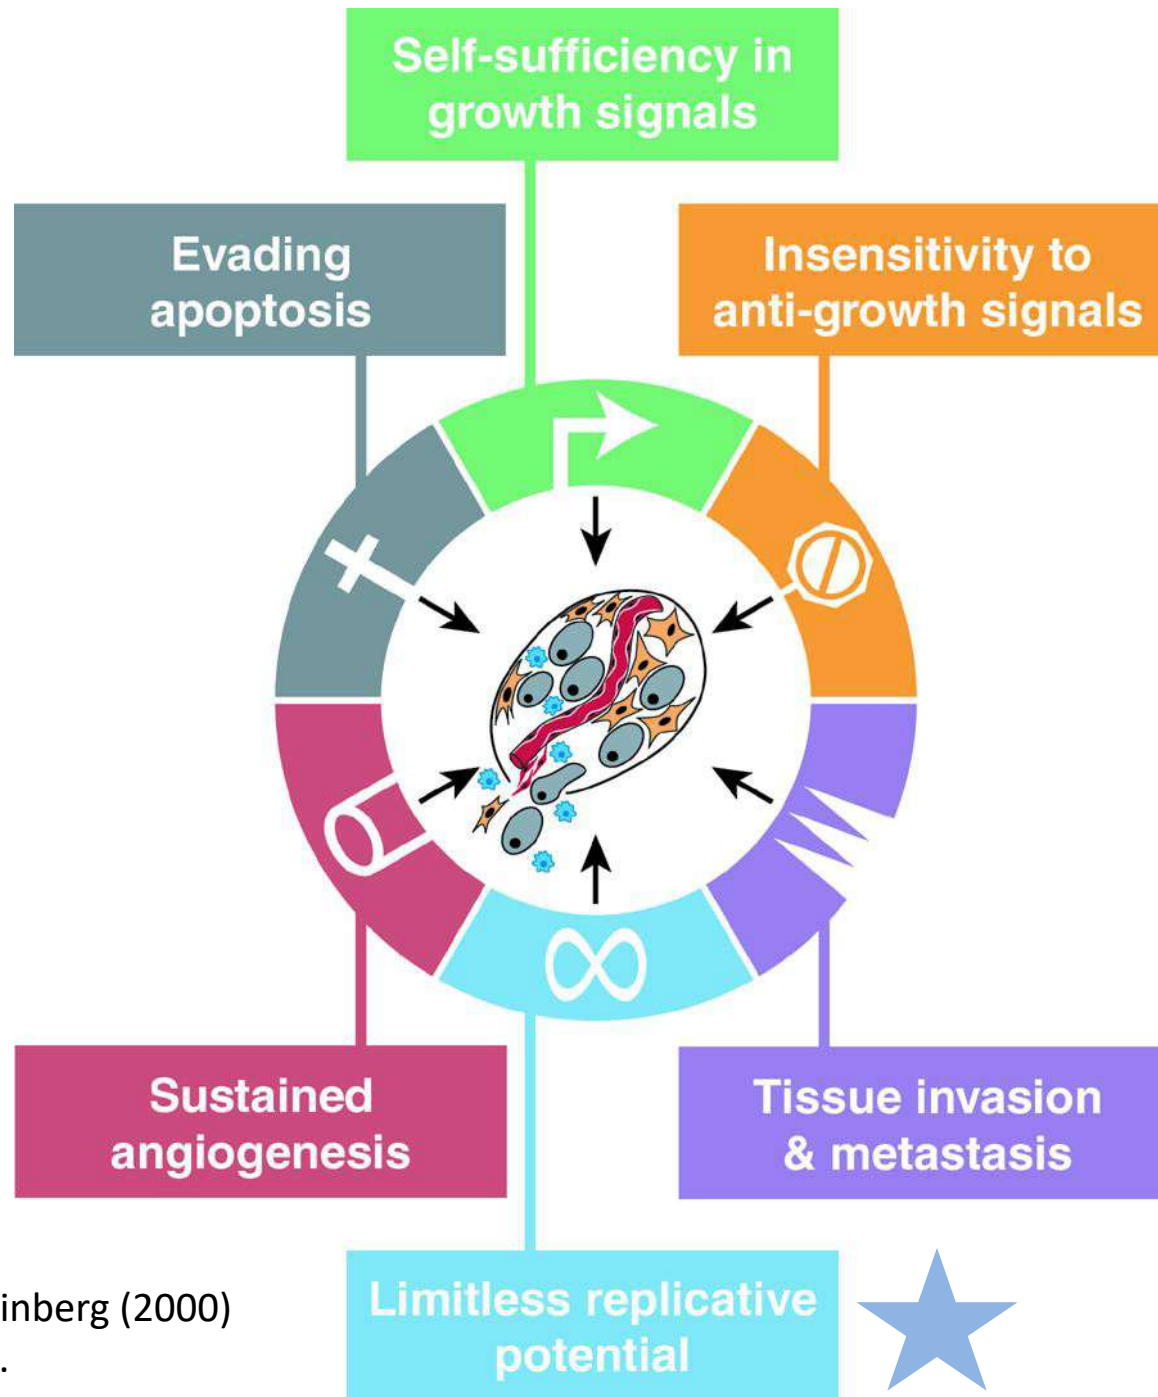 Self-sufficiency in
growth signals
Evading
apoptosis
Insensitivity to
anti-growth signals
Sustained
angiogenesis
Tissue invasion
& metastasis
Limitless replicative
potential
inberg (2000)
.